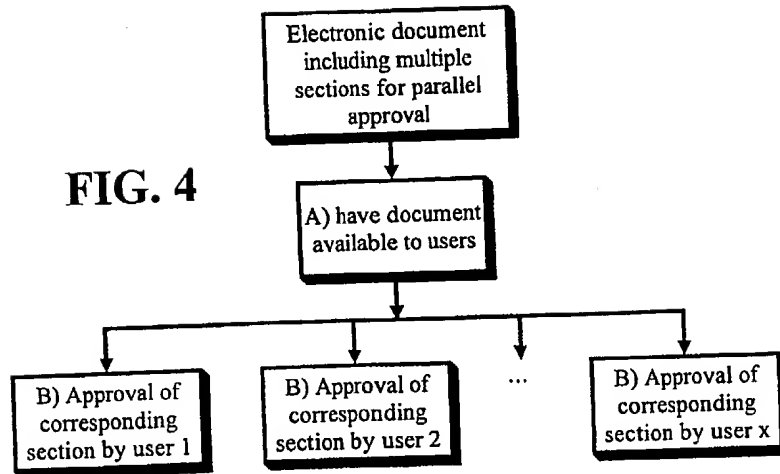 Electronic document
including multiple
sections for parallel
approval
FIG. 4
A) have document
available to users
B) Approval of
corresponding
section by user 1
B) Approval of
corresponding
section by user 2
...
B) Approval of
corresponding
section by user x